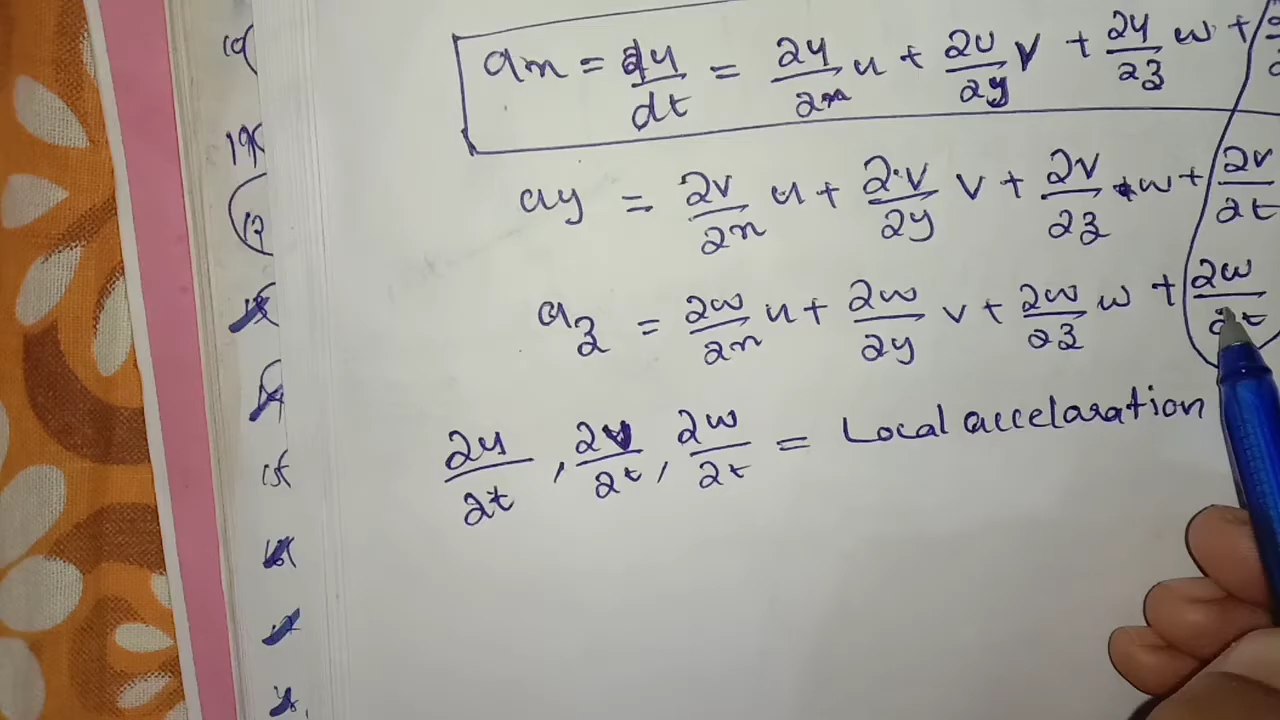 ax = du/dt = ∂u/∂x u + ∂u/∂y v + ∂u/∂z w +
ay = ∂v/∂x u + ∂v/∂y v + ∂v/∂z w + ∂v/∂t
az = ∂w/∂x u + ∂w/∂y v + ∂w/∂z w + ∂w/∂t
∂u/∂t , ∂v/∂t , ∂w/∂t = Local accelaration